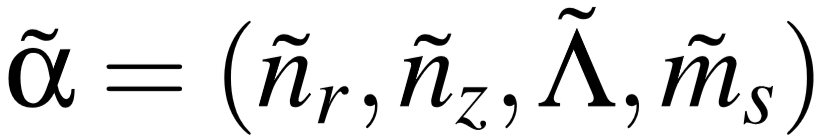 α̃ = (ñ_r, ñ_z, Λ̃, m̃_s)